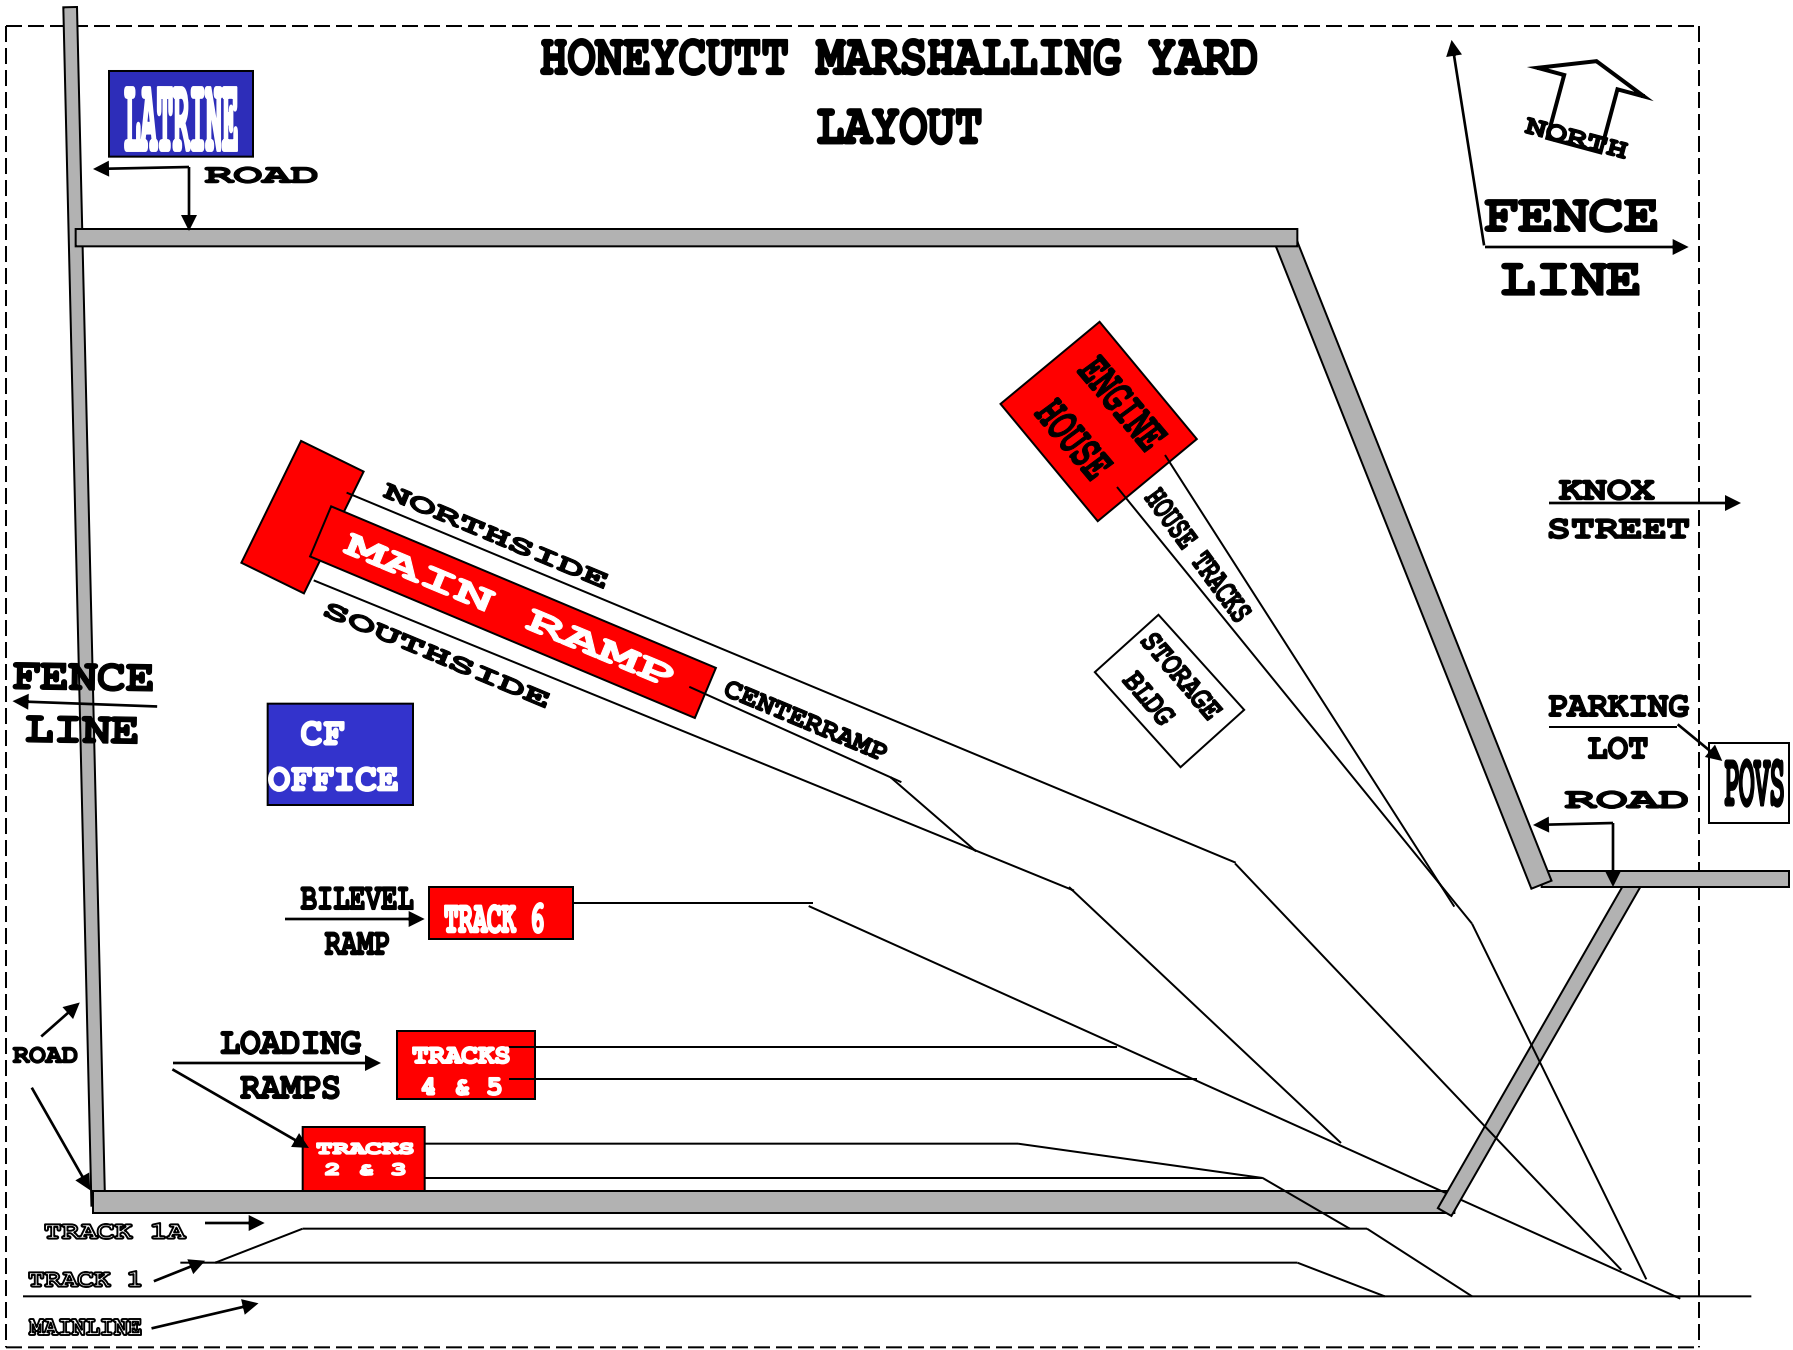 HONEYCUTT MARSHALLING YARD
LAYOUT
LATRINE
ROAD
NORTH
FENCE
LINE
ENGINE
HOUSE
HOUSE TRACKS
KNOX
STREET
NORTHSIDE
MAIN RAMP
SOUTHSIDE
CENTERRAMP
STORAGE
BLDG
FENCE
LINE
CF
OFFICE
PARKING
LOT
POVS
ROAD
BILEVEL
RAMP
TRACK 6
LOADING
RAMPS
TRACKS
4 & 5
ROAD
TRACKS
2 & 3
TRACK 1A
TRACK 1
MAINLINE